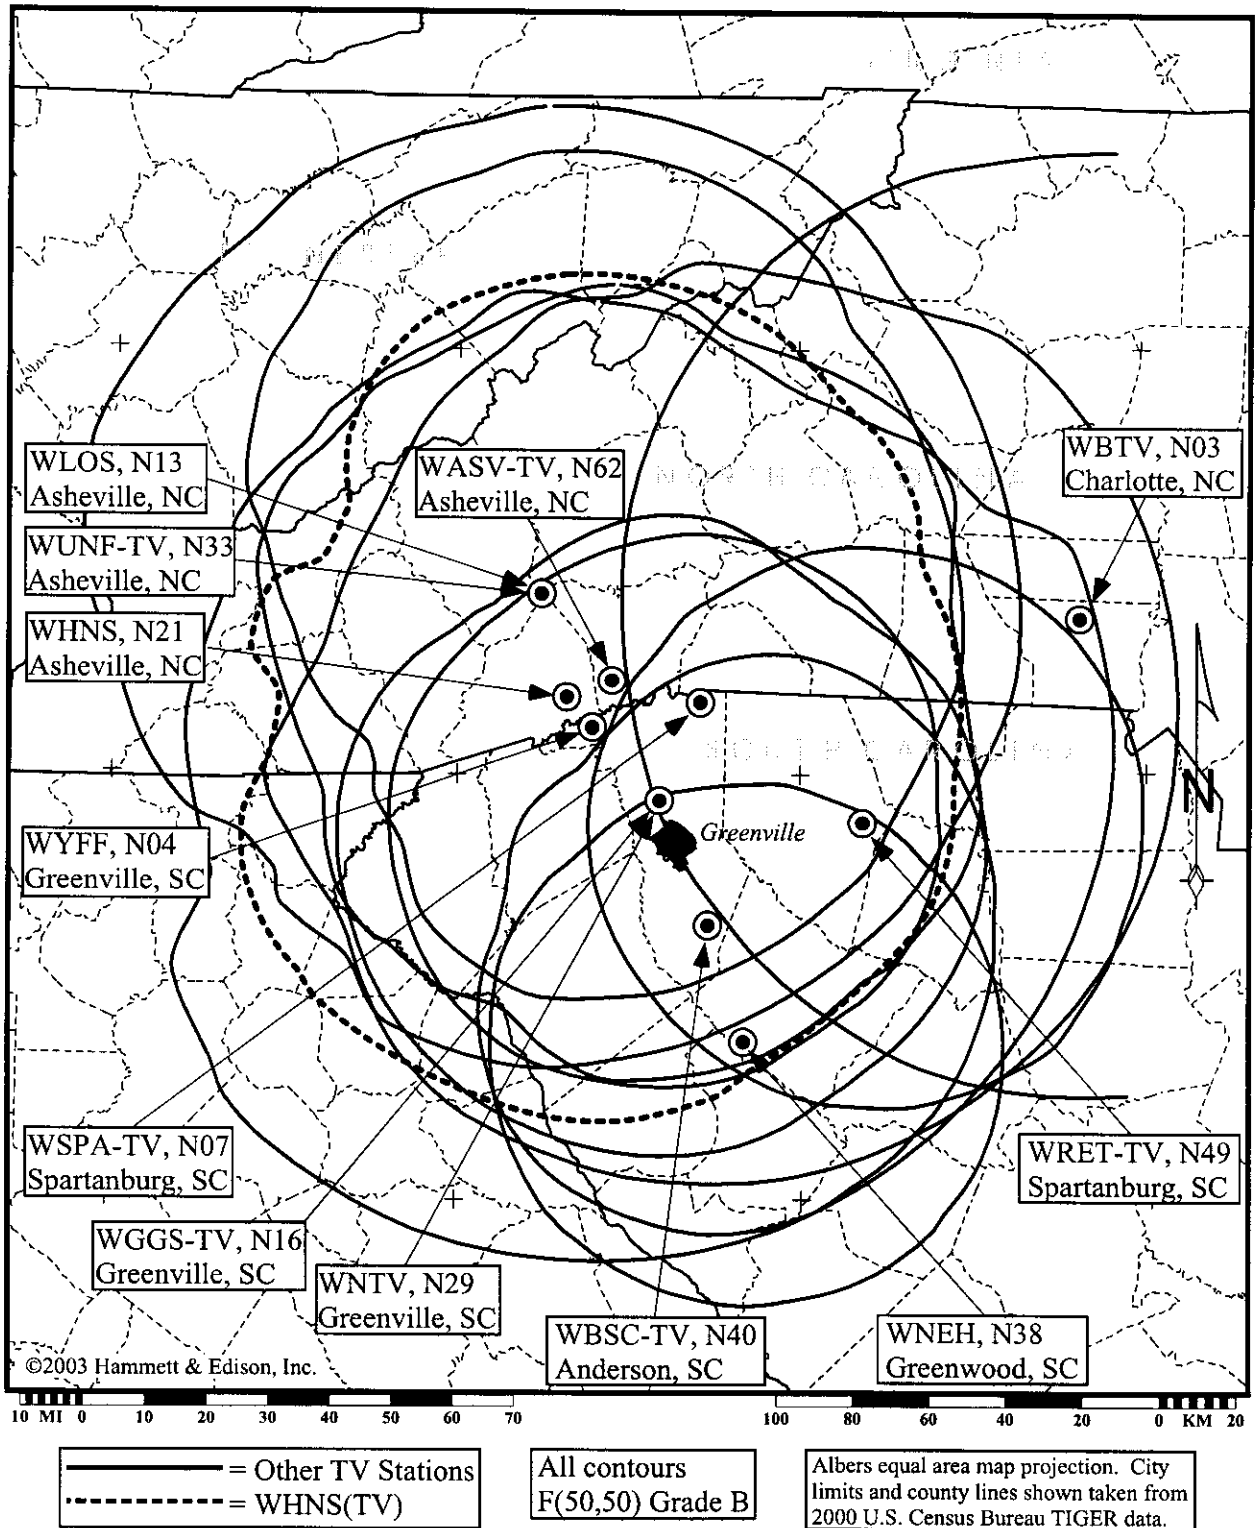 VIRGINIA
NORTH CAROLINA
SOUTH CAROLINA
WLOS, N13
Asheville, NC
WASV-TV, N62
Asheville, NC
WBTV, N03
Charlotte, NC
WUNF-TV, N33
Asheville, NC
WHNS, N21
Asheville, NC
N
Greenville
WYFF, N04
Greenville, SC
WSPA-TV, N07
Spartanburg, SC
WRET-TV, N49
Spartanburg, SC
WGGS-TV, N16
Greenville, SC
WNTV, N29
Greenville, SC
WBSC-TV, N40
Anderson, SC
WNEH, N38
Greenwood, SC
©2003 Hammett & Edison, Inc.
10 MI 0 10 20 30 40 50 60 70
100 80 60 40 20 0 KM 20
= Other TV Stations
= WHNS(TV)
All contours
F(50,50) Grade B
Albers equal area map projection. City
limits and county lines shown taken from
2000 U.S. Census Bureau TIGER data.